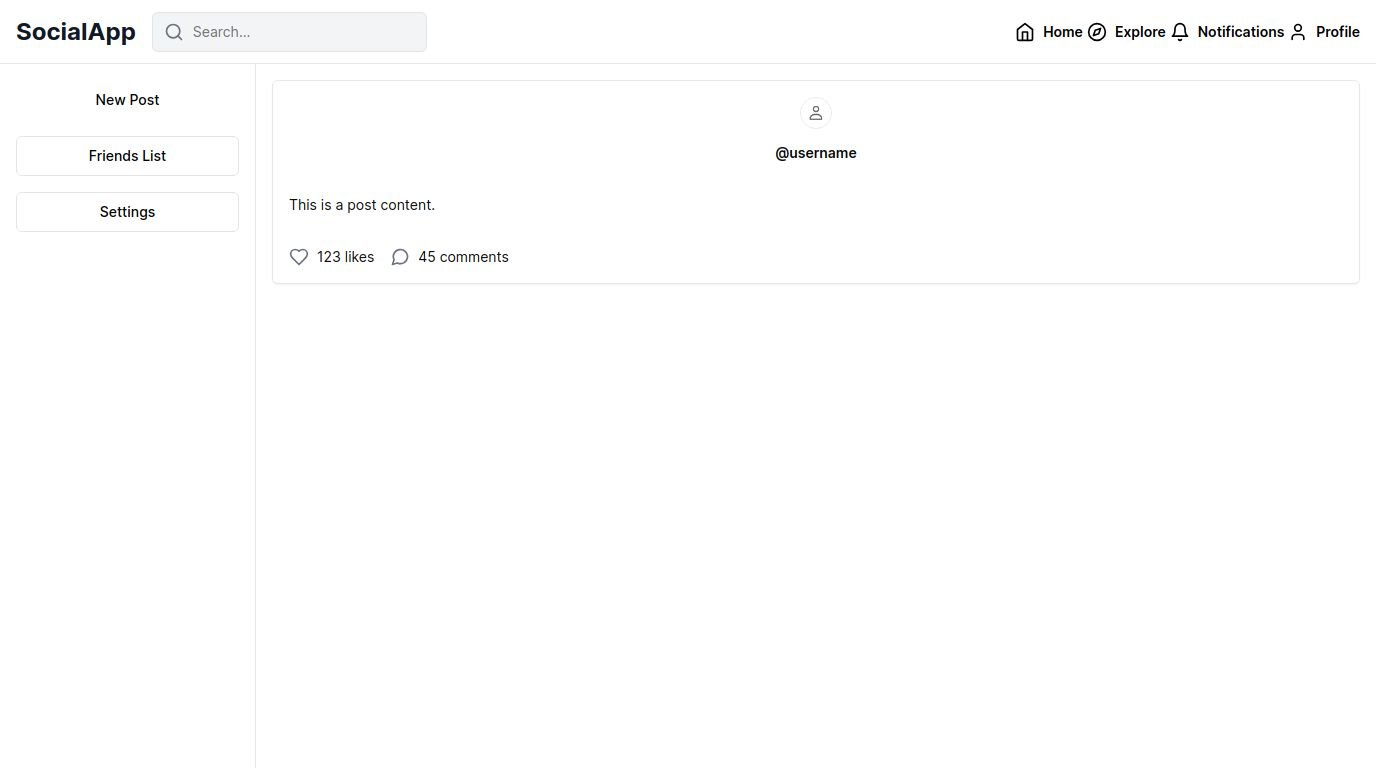 SocialApp
Search...
Home
Explore
Notifications
Profile
New Post
Friends List
Settings
@username
This is a post content.
123 likes
45 comments